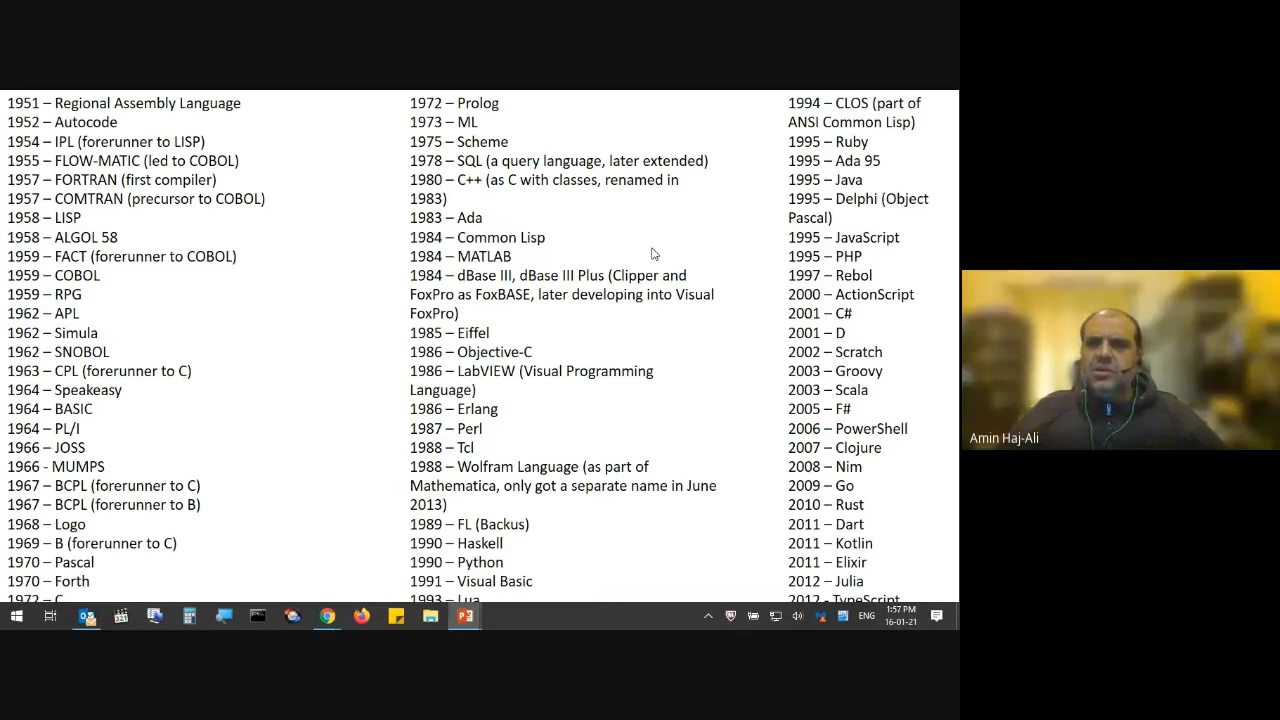 1951 – Regional Assembly Language
1952 – Autocode
1954 – IPL (forerunner to LISP)
1955 – FLOW-MATIC (led to COBOL)
1957 – FORTRAN (first compiler)
1957 – COMTRAN (precursor to COBOL)
1958 – LISP
1958 – ALGOL 58
1959 – FACT (forerunner to COBOL)
1959 – COBOL
1959 – RPG
1962 – APL
1962 – Simula
1962 – SNOBOL
1963 – CPL (forerunner to C)
1964 – Speakeasy
1964 – BASIC
1964 – PL/I
1966 – JOSS
1966 - MUMPS
1967 – BCPL (forerunner to C)
1967 – BCPL (forerunner to B)
1968 – Logo
1969 – B (forerunner to C)
1970 – Pascal
1970 – Forth
1972 – C
1972 – Prolog
1973 – ML
1975 – Scheme
1978 – SQL (a query language, later extended)
1980 – C++ (as C with classes, renamed in
1983)
1983 – Ada
1984 – Common Lisp
1984 – MATLAB
1984 – dBase III, dBase III Plus (Clipper and
FoxPro as FoxBASE, later developing into Visual
FoxPro)
1985 – Eiffel
1986 – Objective-C
1986 – LabVIEW (Visual Programming
Language)
1986 – Erlang
1987 – Perl
1988 – Tcl
1988 – Wolfram Language (as part of
Mathematica, only got a separate name in June
2013)
1989 – FL (Backus)
1990 – Haskell
1990 – Python
1991 – Visual Basic
1993 – Lua
1994 – CLOS (part of
ANSI Common Lisp)
1995 – Ruby
1995 – Ada 95
1995 – Java
1995 – Delphi (Object
Pascal)
1995 – JavaScript
1995 – PHP
1997 – Rebol
2000 – ActionScript
2001 – C#
2001 – D
2002 – Scratch
2003 – Groovy
2003 – Scala
2005 – F#
2006 – PowerShell
2007 – Clojure
2008 – Nim
2009 – Go
2010 – Rust
2011 – Dart
2011 – Kotlin
2011 – Elixir
2012 – Julia
2012 - TypeScript
Amin Haj-Ali
ENG
1:57 PM
16-01-21